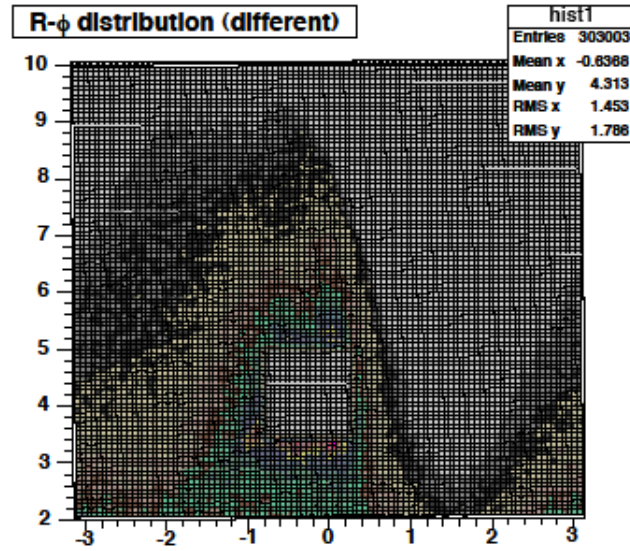 R-ϕ distribution (different)
hist1
Entries 303003
Mean x -0.6368
Mean y 4.313
RMS x 1.453
RMS y 1.786
10
9
8
7
6
5
4
3
2
-3 -2 -1 0 1 2 3